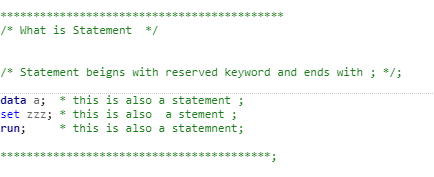 *******************************************
/* What is Statement  */
/* Statement beigns with reserved keyword and ends with ; */;
data a;  * this is also a statement ;
set zzz; * this is also  a stement ;
run;     * this is also a statemnent;
*****************************************;